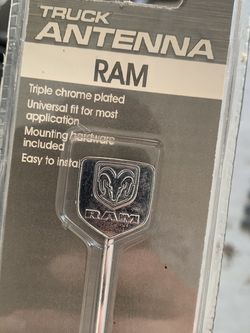 TRUCK
ANTENNA
RAM
Triple chrome plated
Universal fit for most
application
Mounting hardware
included
Easy to install
RAM